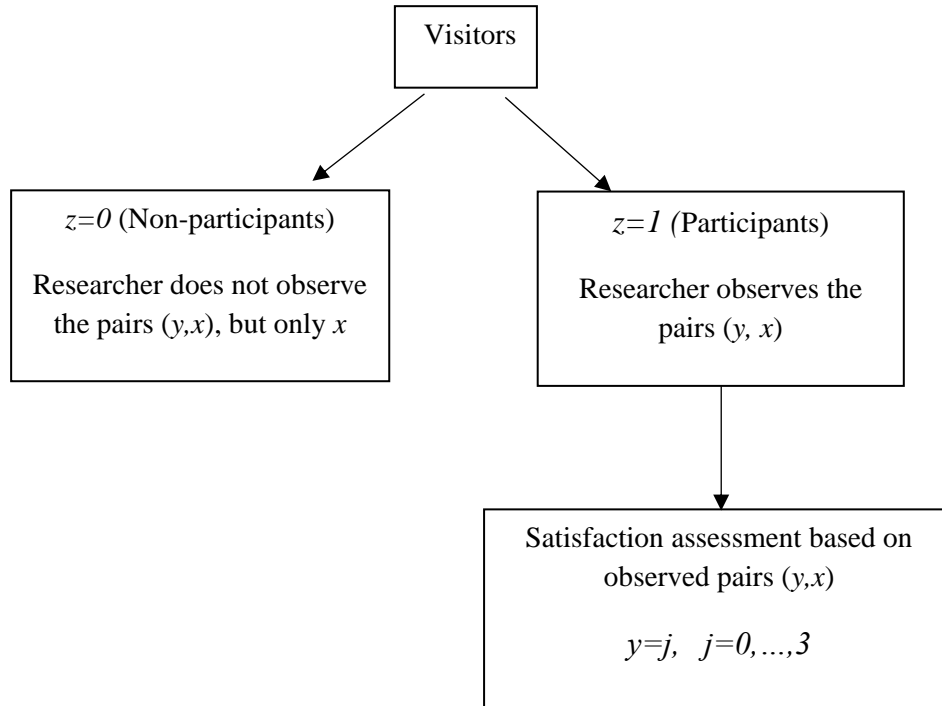 Visitors
z=0 (Non-participants)
Researcher does not observe
the pairs (y,x), but only x
z=1 (Participants)
Researcher observes the
pairs (y, x)
Satisfaction assessment based on
observed pairs (y,x)
y=j, j=0,…,3